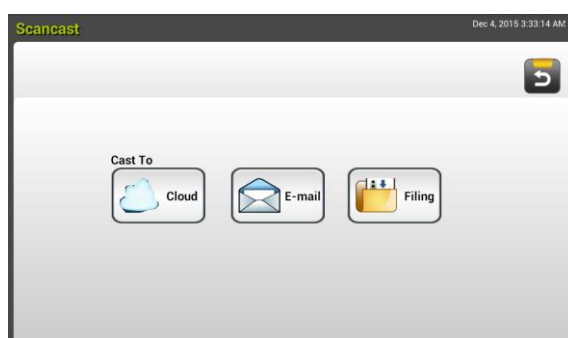 Scancast
Dec 4, 2015 3:33:14 AM
Cast To
Cloud
E-mail
Filing